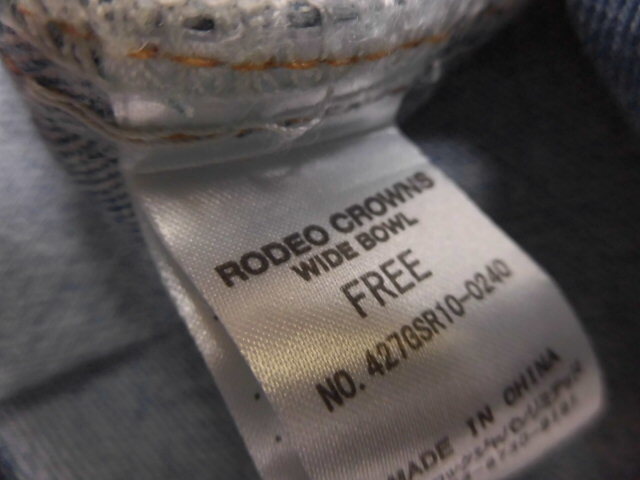 RODEO CROWNS
WIDE BOWL
FREE
NO. 427GSR10-0240
MADE IN CHINA